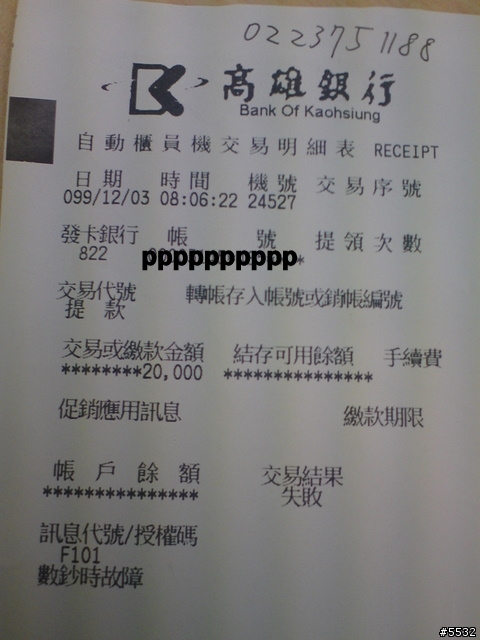 0223751188
高雄銀行
Bank Of Kaohsiung
自動櫃員機交易明細表 RECEIPT
日期 時間 機號 交易序號
099/12/03 08:06:22 24527
發卡銀行 帳號 提領次數
822 ppppppppppp*
交易代號 轉帳存入帳號或銷帳編號
提款
交易或繳款金額 結存可用餘額 手續費
********20,000 ***************
促銷應用訊息 繳款期限
帳戶餘額 交易結果
*************** 失敗
訊息代號/授權碼
F101
數鈔時故障
#5532